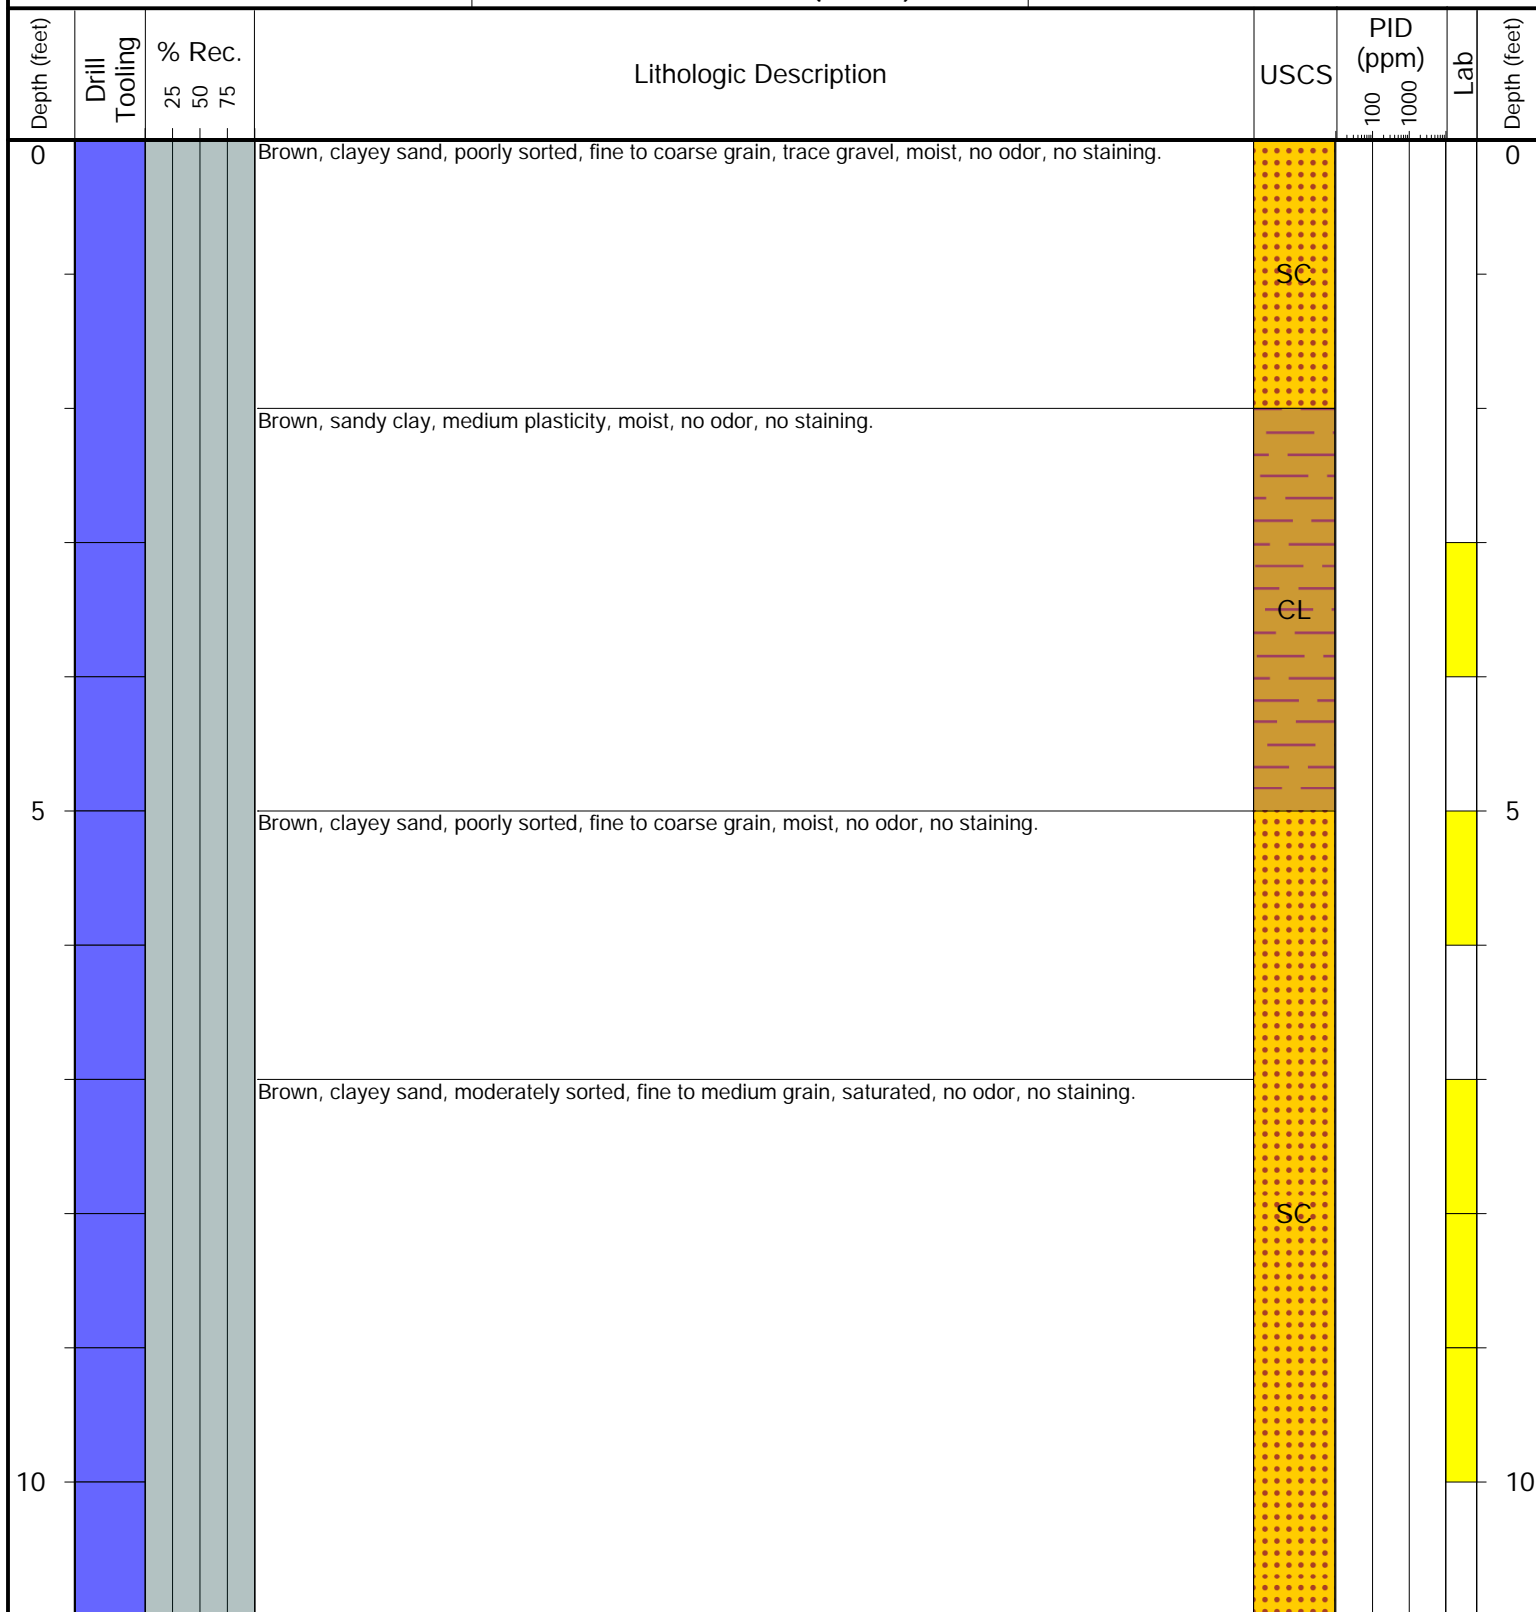 Depth (feet)
Drill
Tooling
% Rec.
25
50
75
Lithologic Description
USCS
PID
(ppm)
100
1000
Lab
Depth (feet)
0
Brown, clayey sand, poorly sorted, fine to coarse grain, trace gravel, moist, no odor, no staining.
0
SC
Brown, sandy clay, medium plasticity, moist, no odor, no staining.
CL
5
Brown, clayey sand, poorly sorted, fine to coarse grain, moist, no odor, no staining.
5
Brown, clayey sand, moderately sorted, fine to medium grain, saturated, no odor, no staining.
SC
10
10